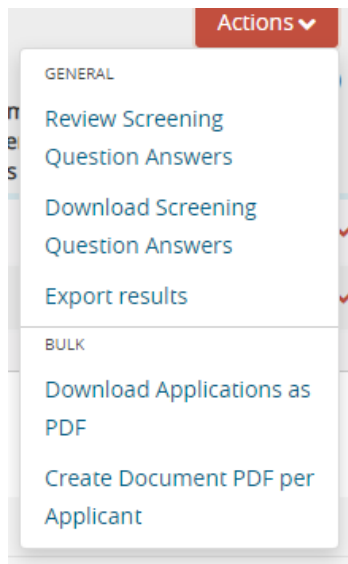 Actions
GENERAL
Review Screening
Question Answers
Download Screening
Question Answers
Export results
BULK
Download Applications as
PDF
Create Document PDF per
Applicant